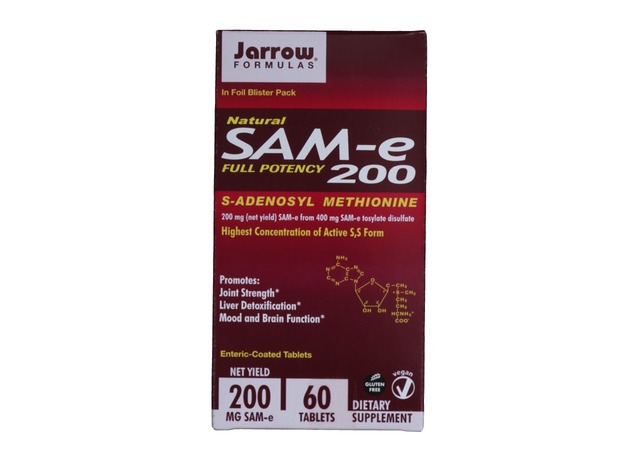 Jarrow®
FORMULAS
In Foil Blister Pack
Natural
SAM-e
FULL POTENCY 200
S-ADENOSYL METHIONINE
200 mg (net yield) SAM-e from 400 mg SAM-e tosylate disulfate
Highest Concentration of Active S,S Form
Promotes:
Joint Strength*
Liver Detoxification*
Mood and Brain Function*
Enteric-Coated Tablets
NET YIELD
200
MG SAM-e
60
TABLETS
GLUTEN
FREE
vegan
DIETARY
SUPPLEMENT